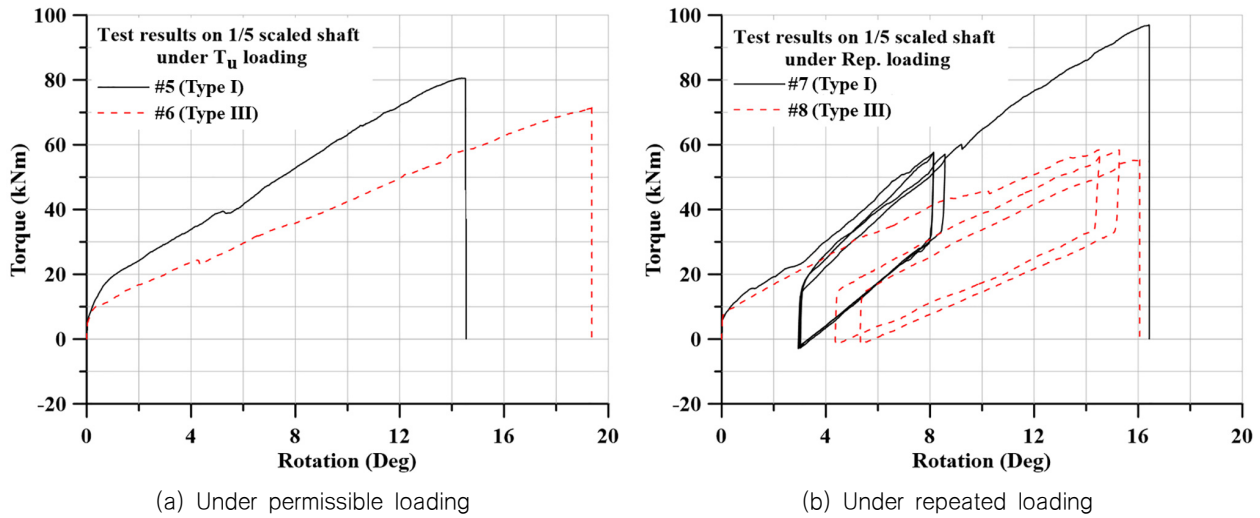 Test results on 1/5 scaled shaft
under Tu loading
#5 (Type I)
#6 (Type III)
Torque (kNm)
100
80
60
40
20
0
-20
0 4 8 12 16 20
Rotation (Deg)
(a) Under permissible loading
Test results on 1/5 scaled shaft
under Rep. loading
#7 (Type I)
#8 (Type III)
Torque (kNm)
100
80
60
40
20
0
-20
0 4 8 12 16 20
Rotation (Deg)
(b) Under repeated loading